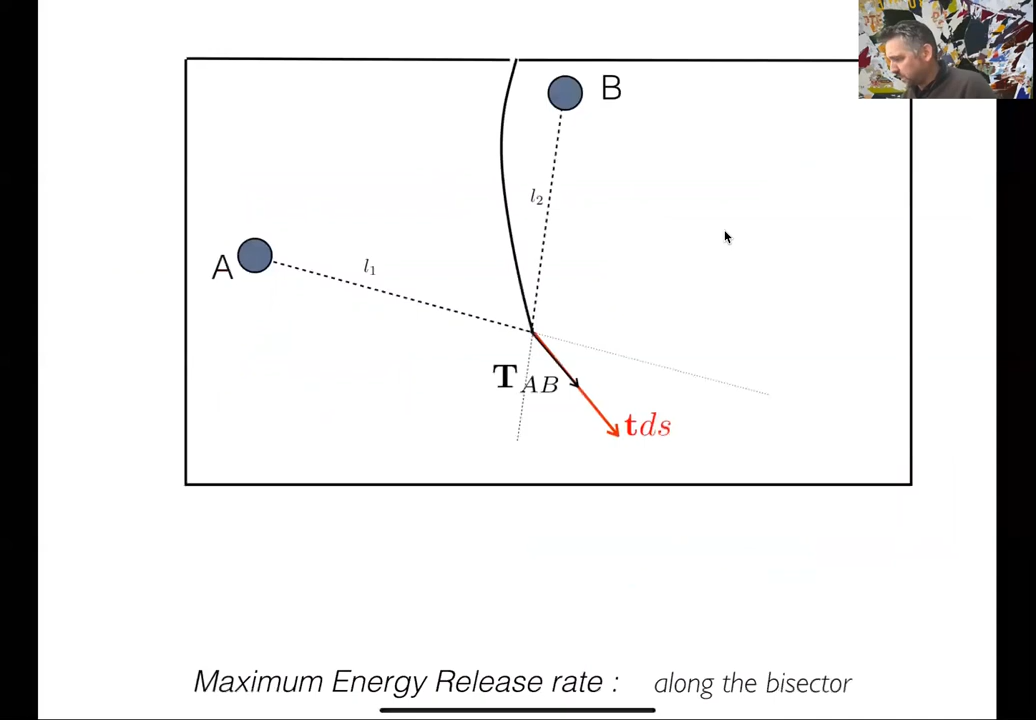 B
l₂
A
l₁
T_AB
tds
Maximum Energy Release rate : along the bisector